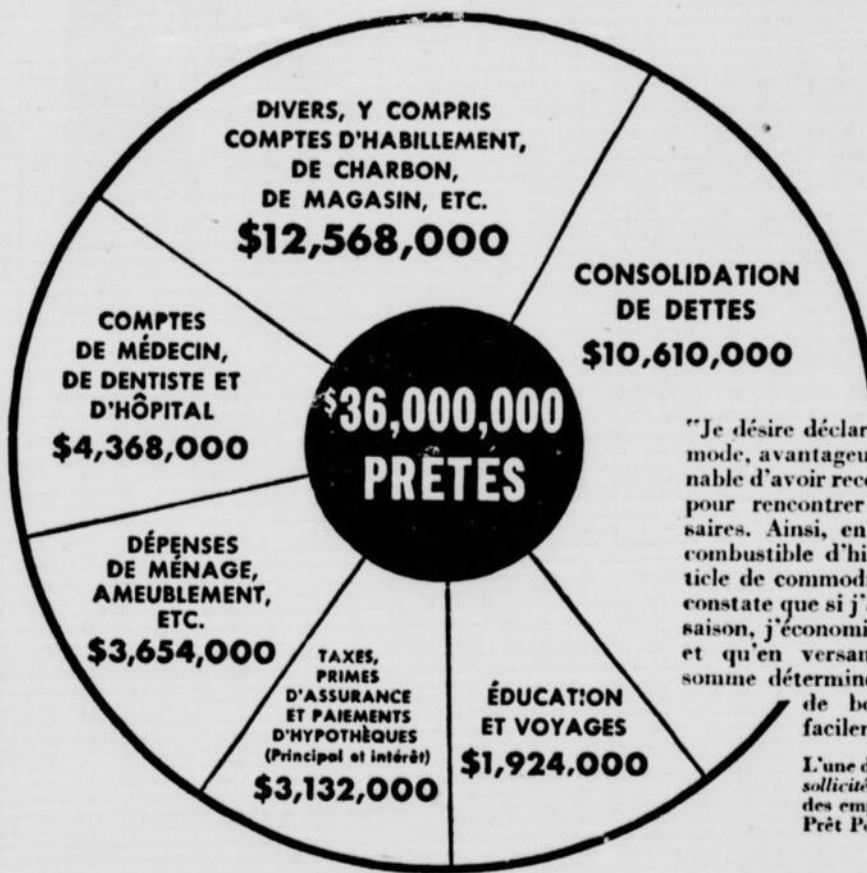 DIVERS, Y COMPRIS
COMPTES D'HABILLEMENT,
DE CHARBON,
DE MAGASIN, ETC.
$12,568,000
CONSOLIDATION
DE DETTES
$10,610,000
COMPTES
DE MÉDECIN,
DE DENTISTE ET
D'HÔPITAL
$4,368,000
$36,000,000
PRÊTÉS
DÉPENSES
DE MÉNAGE,
AMEUBLEMENT,
ETC.
$3,654,000
TAXES,
PRIMES
D'ASSURANCE
ET PAIEMENTS
D'HYPOTHÈQUES
(Principal et intérêt)
$3,132,000
ÉDUCATION
ET VOYAGES
$1,924,000
"Je désire déclar
mode, avantageu
nable d'avoir rec
pour rencontrer
saires. Ainsi, en
combustible d'hi
ticle de commod
constate que si j'
saison, j'économi
et qu'en versan
somme détermin
de b
faciler
L'une d
sollicité
des em
Prêt P